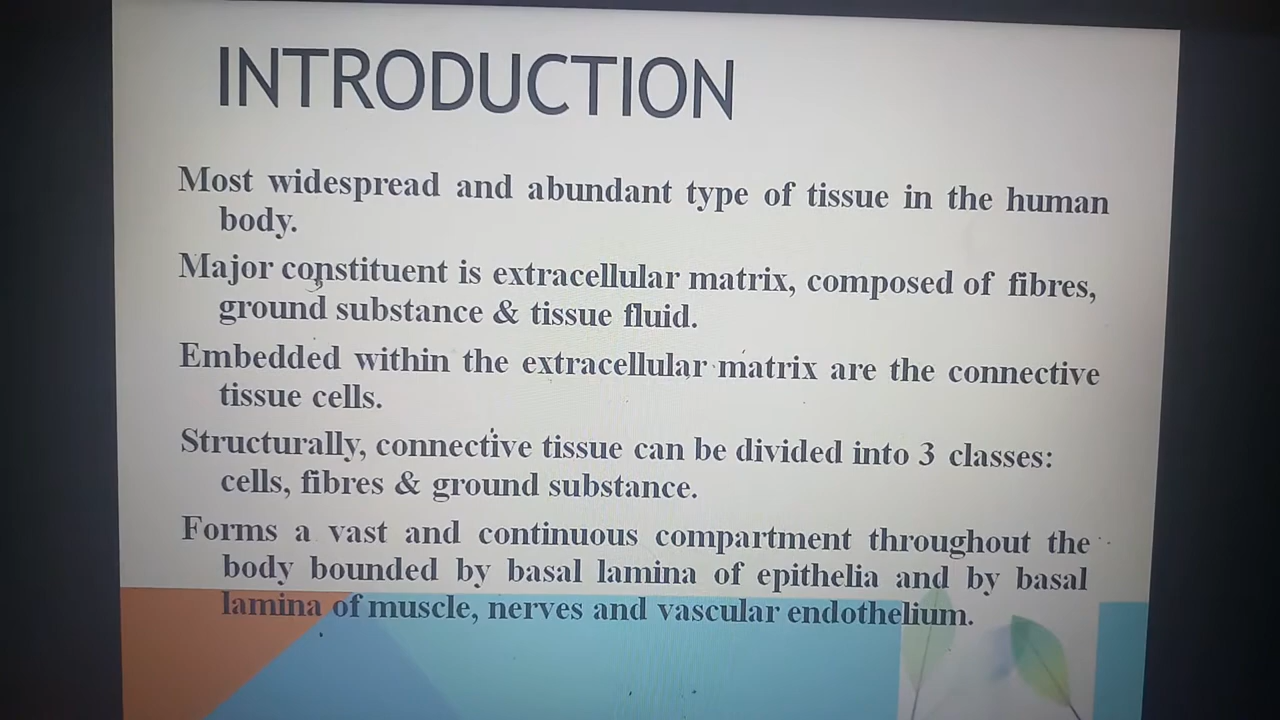 INTRODUCTION
Most widespread and abundant type of tissue in the human
body.
Major constituent is extracellular matrix, composed of fibres,
ground substance & tissue fluid.
Embedded within the extracellular matrix are the connective
tissue cells.
Structurally, connective tissue can be divided into 3 classes:
cells, fibres & ground substance.
Forms a vast and continuous compartment throughout the
body bounded by basal lamina of epithelia and by basal
lamina of muscle, nerves and vascular endothelium.